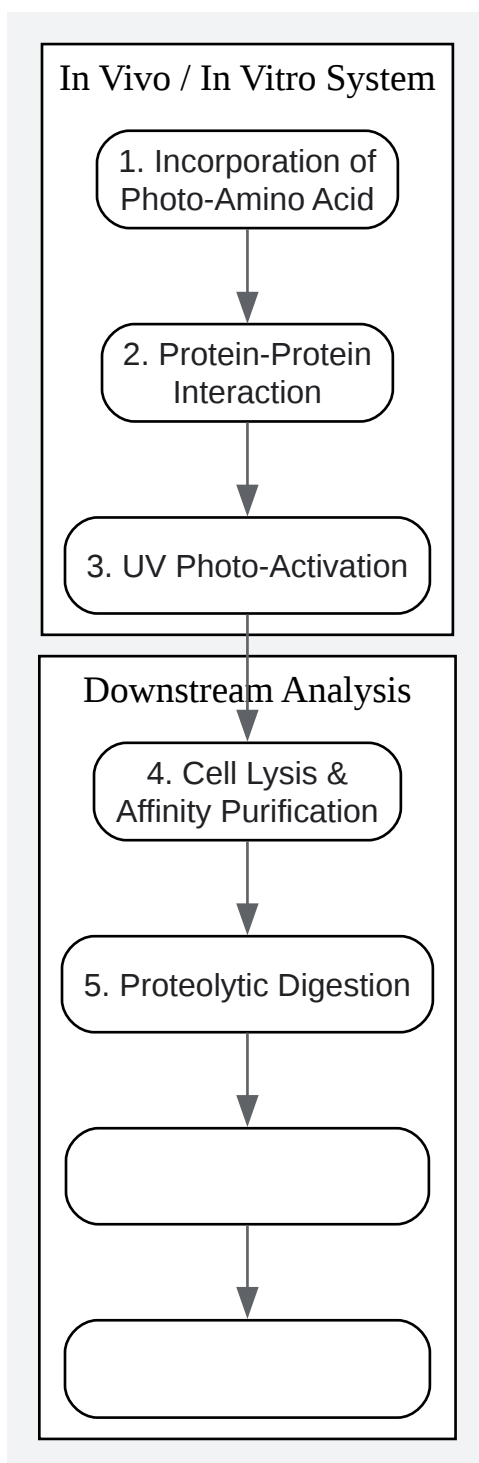 In Vivo / In Vitro System
1. Incorporation of
Photo-Amino Acid
2. Protein-Protein
Interaction
3. UV Photo-Activation
Downstream Analysis
4. Cell Lysis &
Affinity Purification
5. Proteolytic Digestion